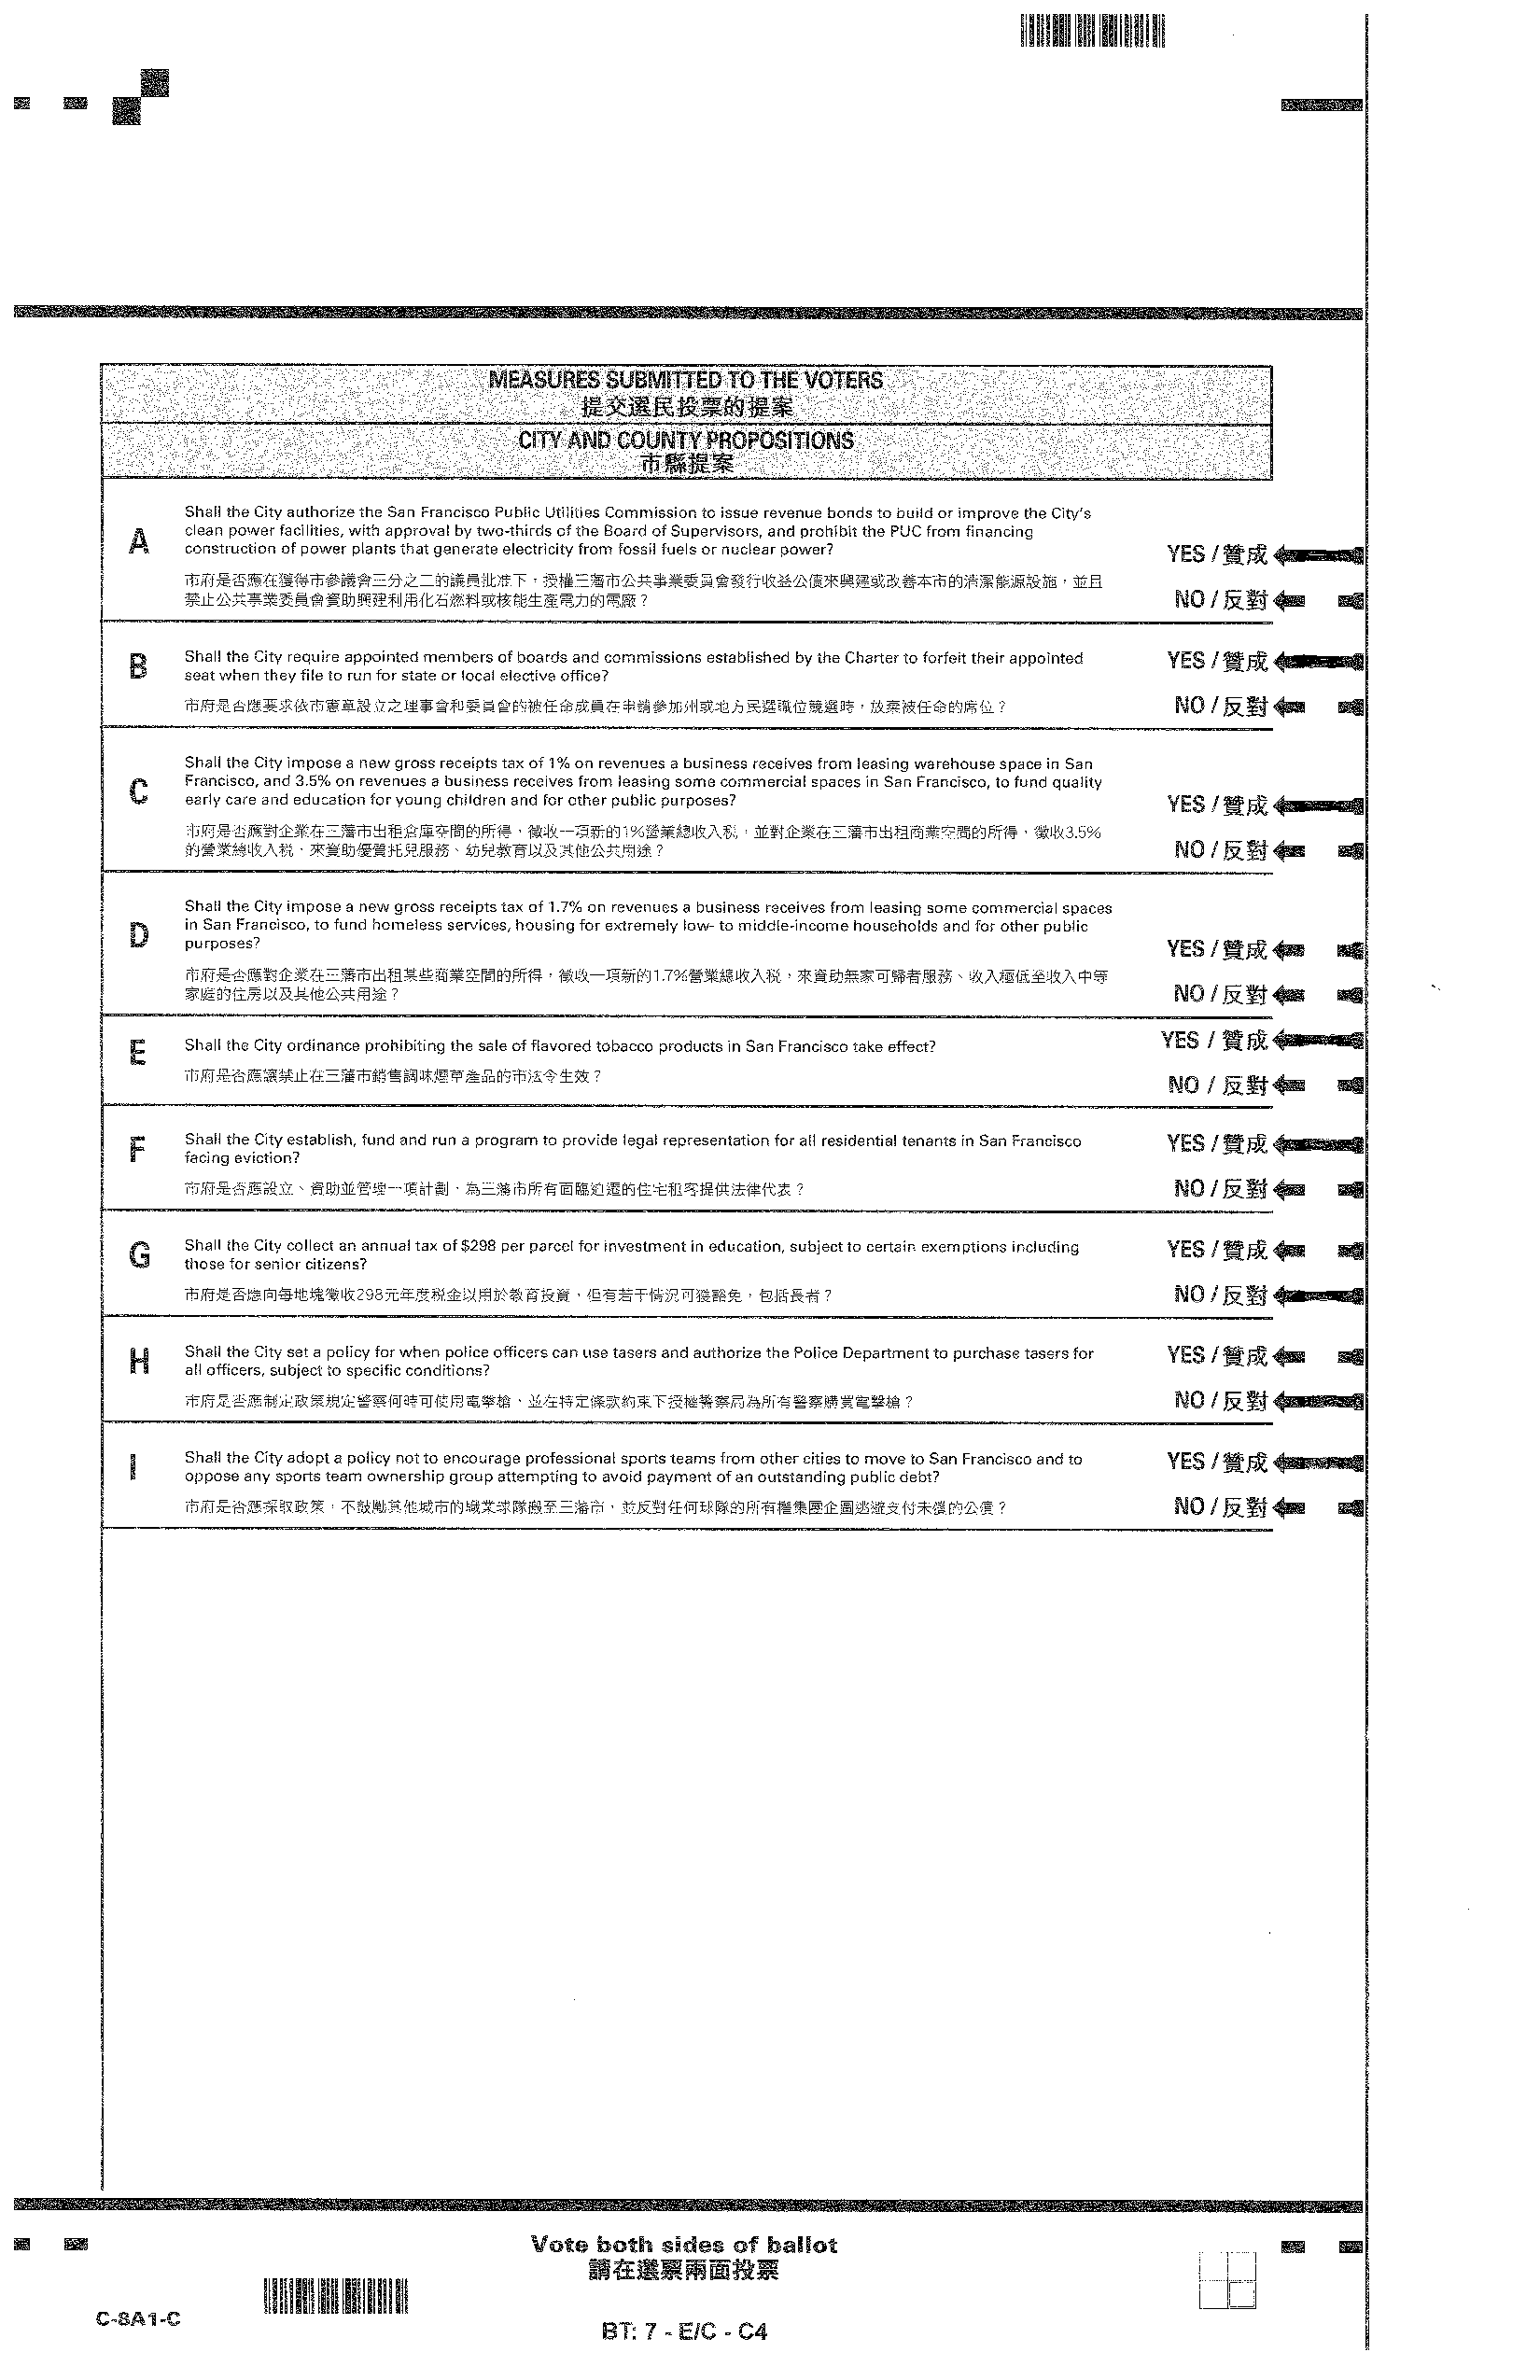 MEASURES SUBMITTED TO THE VOTERS
提交選民投票的提案
CITY AND COUNTY PROPOSITIONS
市縣提案
A
Shall the City authorize the San Francisco Public Utilities Commission to issue revenue bonds to build or improve the City's
clean power facilities, with approval by two-thirds of the Board of Supervisors, and prohibit the PUC from financing
construction of power plants that generate electricity from fossil fuels or nuclear power?
市府是否應在獲得市參議會三分之二的議員批准下，授權三藩市公共事業委員會發行收益公債來興建或改善本市的清潔能源設施，並且
禁止公共事業委員會資助興建利用化石燃料或核能生產電力的電廠？
YES / 贊成
NO / 反對
B
Shall the City require appointed members of boards and commissions established by the Charter to forfeit their appointed
seat when they file to run for state or local elective office?
市府是否應要求依市憲章設立之理事會和委員會的被任命成員在申請參加州或地方民選職位競選時，放棄被任命的席位？
YES / 贊成
NO / 反對
C
Shall the City impose a new gross receipts tax of 1% on revenues a business receives from leasing warehouse space in San
Francisco, and 3.5% on revenues a business receives from leasing some commercial spaces in San Francisco, to fund quality
early care and education for young children and for other public purposes?
市府是否應對企業在三藩市出租倉庫空間的所得，徵收一項新的1%營業總收入稅，並對企業在三藩市出租商業空間的所得，徵收3.5%
的營業總收入稅，來資助優質托兒服務、幼兒教育以及其他公共用途？
YES / 贊成
NO / 反對
D
Shall the City impose a new gross receipts tax of 1.7% on revenues a business receives from leasing some commercial spaces
in San Francisco, to fund homeless services, housing for extremely low- to middle-income households and for other public
purposes?
市府是否應對企業在三藩市出租某些商業空間的所得，徵收一項新的1.7%營業總收入稅，來資助無家可歸者服務、收入極低至收入中等
家庭的住房以及其他公共用途？
YES / 贊成
NO / 反對
E
Shall the City ordinance prohibiting the sale of flavored tobacco products in San Francisco take effect?
市府是否應讓禁止在三藩市銷售調味煙草產品的市法令生效？
YES / 贊成
NO / 反對
F
Shall the City establish, fund and run a program to provide legal representation for all residential tenants in San Francisco
facing eviction?
市府是否應設立、資助並管理一項計劃，為三藩市所有面臨迫遷的住宅租客提供法律代表？
YES / 贊成
NO / 反對
G
Shall the City collect an annual tax of $298 per parcel for investment in education, subject to certain exemptions including
those for senior citizens?
市府是否應向每地塊徵收298元年度稅金以用於教育投資，但有若干情況可獲豁免，包括長者？
YES / 贊成
NO / 反對
H
Shall the City set a policy for when police officers can use tasers and authorize the Police Department to purchase tasers for
all officers, subject to specific conditions?
市府是否應制定政策規定警察何時可使用電擊槍，並在特定條款約束下授權警察局為所有警察購買電擊槍？
YES / 贊成
NO / 反對
I
Shall the City adopt a policy not to encourage professional sports teams from other cities to move to San Francisco and to
oppose any sports team ownership group attempting to avoid payment of an outstanding public debt?
市府是否應採取政策，不鼓勵其他城市的職業球隊搬至三藩市，並反對任何球隊的所有權集團企圖逃避支付未償的公債？
YES / 贊成
NO / 反對
Vote both sides of ballot
請在選票兩面投票
C-8A1-C
BT: 7 - E/C - C4